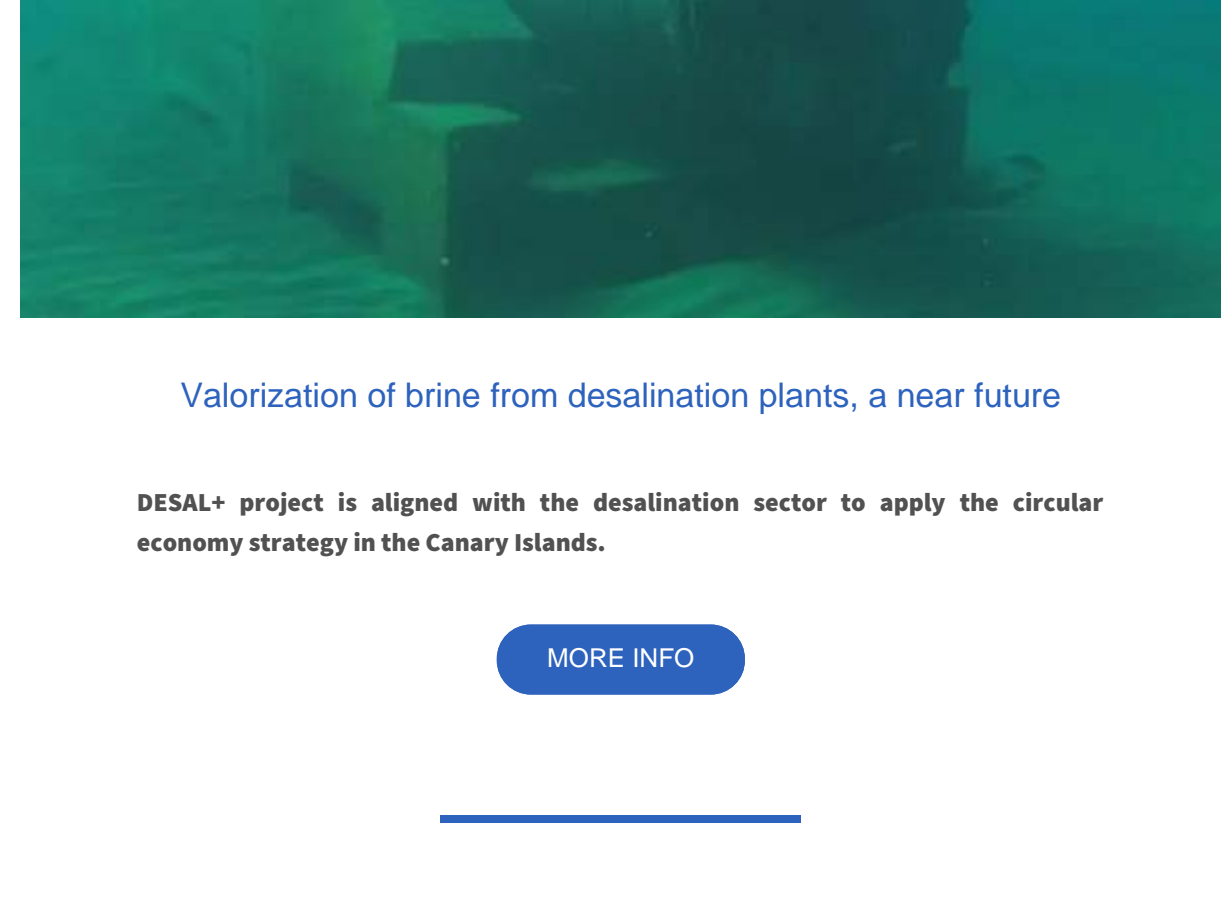 Valorization of brine from desalination plants, a near future
DESAL+ project is aligned with the desalination sector to apply the circular
economy strategy in the Canary Islands.
MORE INFO